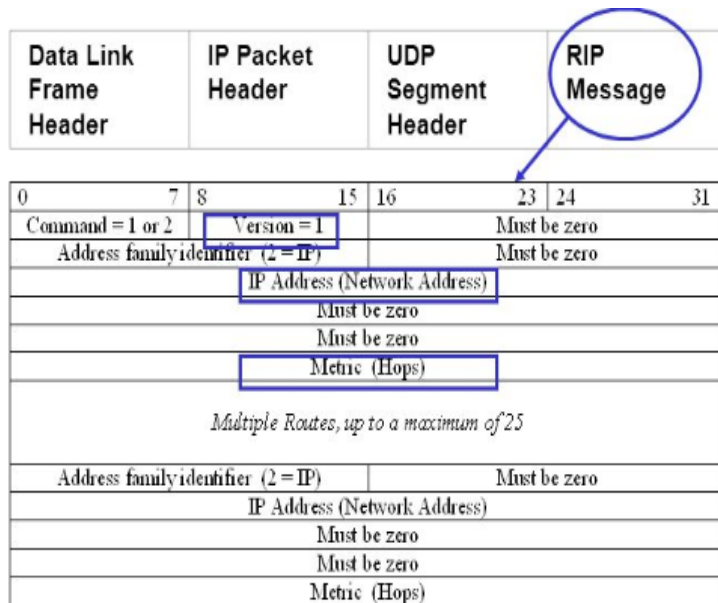 Data Link Frame Header
IP Packet Header
UDP Segment Header
RIP Message
0 7 8 15 16 23 24 31
Command = 1 or 2 Version = 1 Must be zero
Address family identifier (2 = IP) Must be zero
IP Address (Network Address)
Must be zero
Must be zero
Metric (Hops)
Multiple Routes, up to a maximum of 25
Address family identifier (2 = IP) Must be zero
IP Address (Network Address)
Must be zero
Must be zero
Metric (Hops)